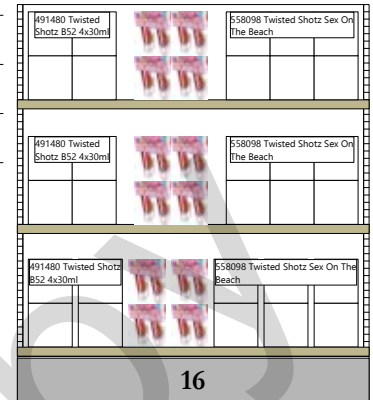 491480 Twisted
Shotz B52 4x30ml
558098 Twisted Shotz Sex On
The Beach
491480 Twisted
Shotz B52 4x30ml
558098 Twisted Shotz Sex On
The Beach
491480 Twisted Shotz
B52 4x30ml
558098 Twisted Shotz Sex On The
Beach
16